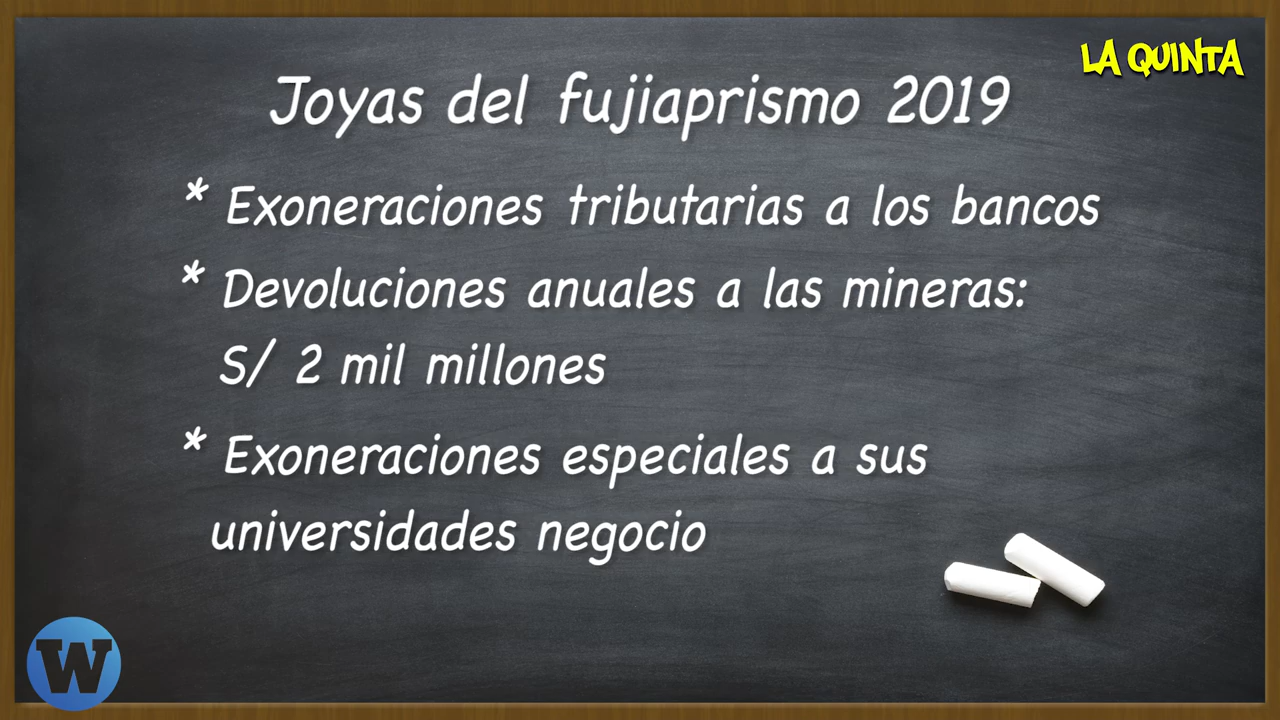 LA QUINTA
Joyas del fujiaprismo 2019
* Exoneraciones tributarias a los bancos
* Devoluciones anuales a las mineras:
S/ 2 mil millones
* Exoneraciones especiales a sus
universidades negocio
W